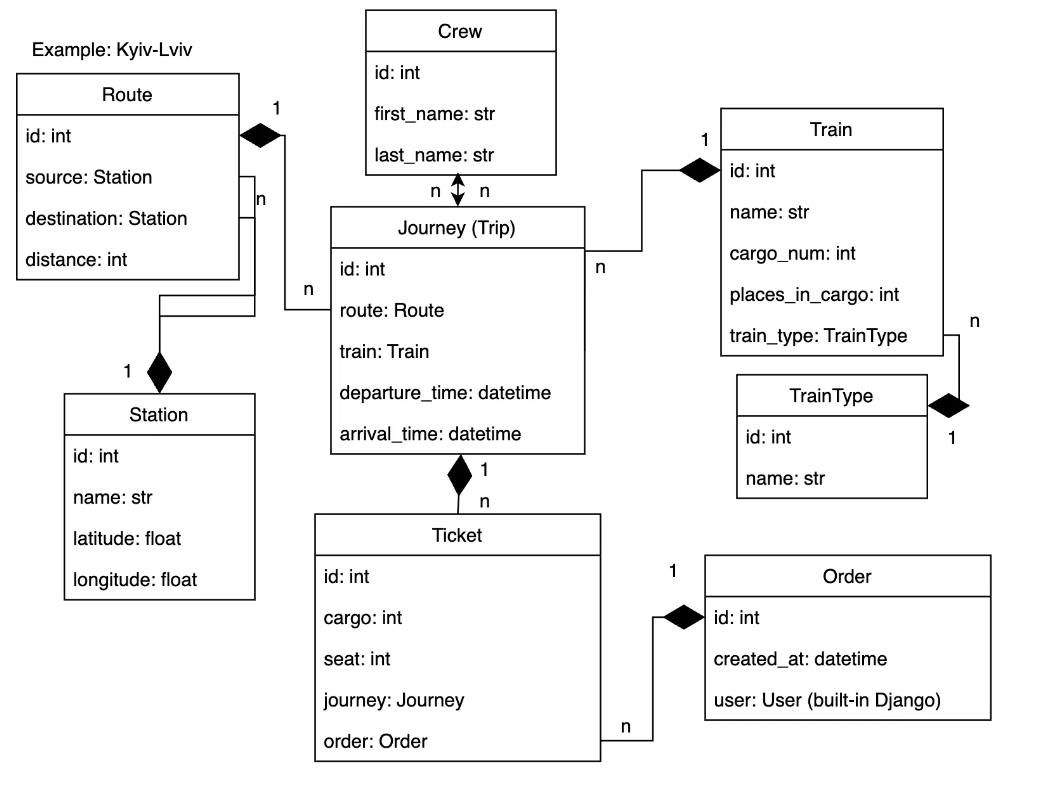 Example: Kyiv-Lviv
Route
id: int
source: Station
destination: Station
distance: int
1
n
n
Crew
id: int
first_name: str
last_name: str
n
n
Journey (Trip)
id: int
route: Route
train: Train
departure_time: datetime
arrival_time: datetime
1
n
Train
id: int
name: str
cargo_num: int
places_in_cargo: int
train_type: TrainType
n
TrainType
id: int
name: str
1
1
Station
id: int
name: str
latitude: float
longitude: float
1
n
Ticket
id: int
cargo: int
seat: int
journey: Journey
order: Order
n
1
Order
id: int
created_at: datetime
user: User (built-in Django)